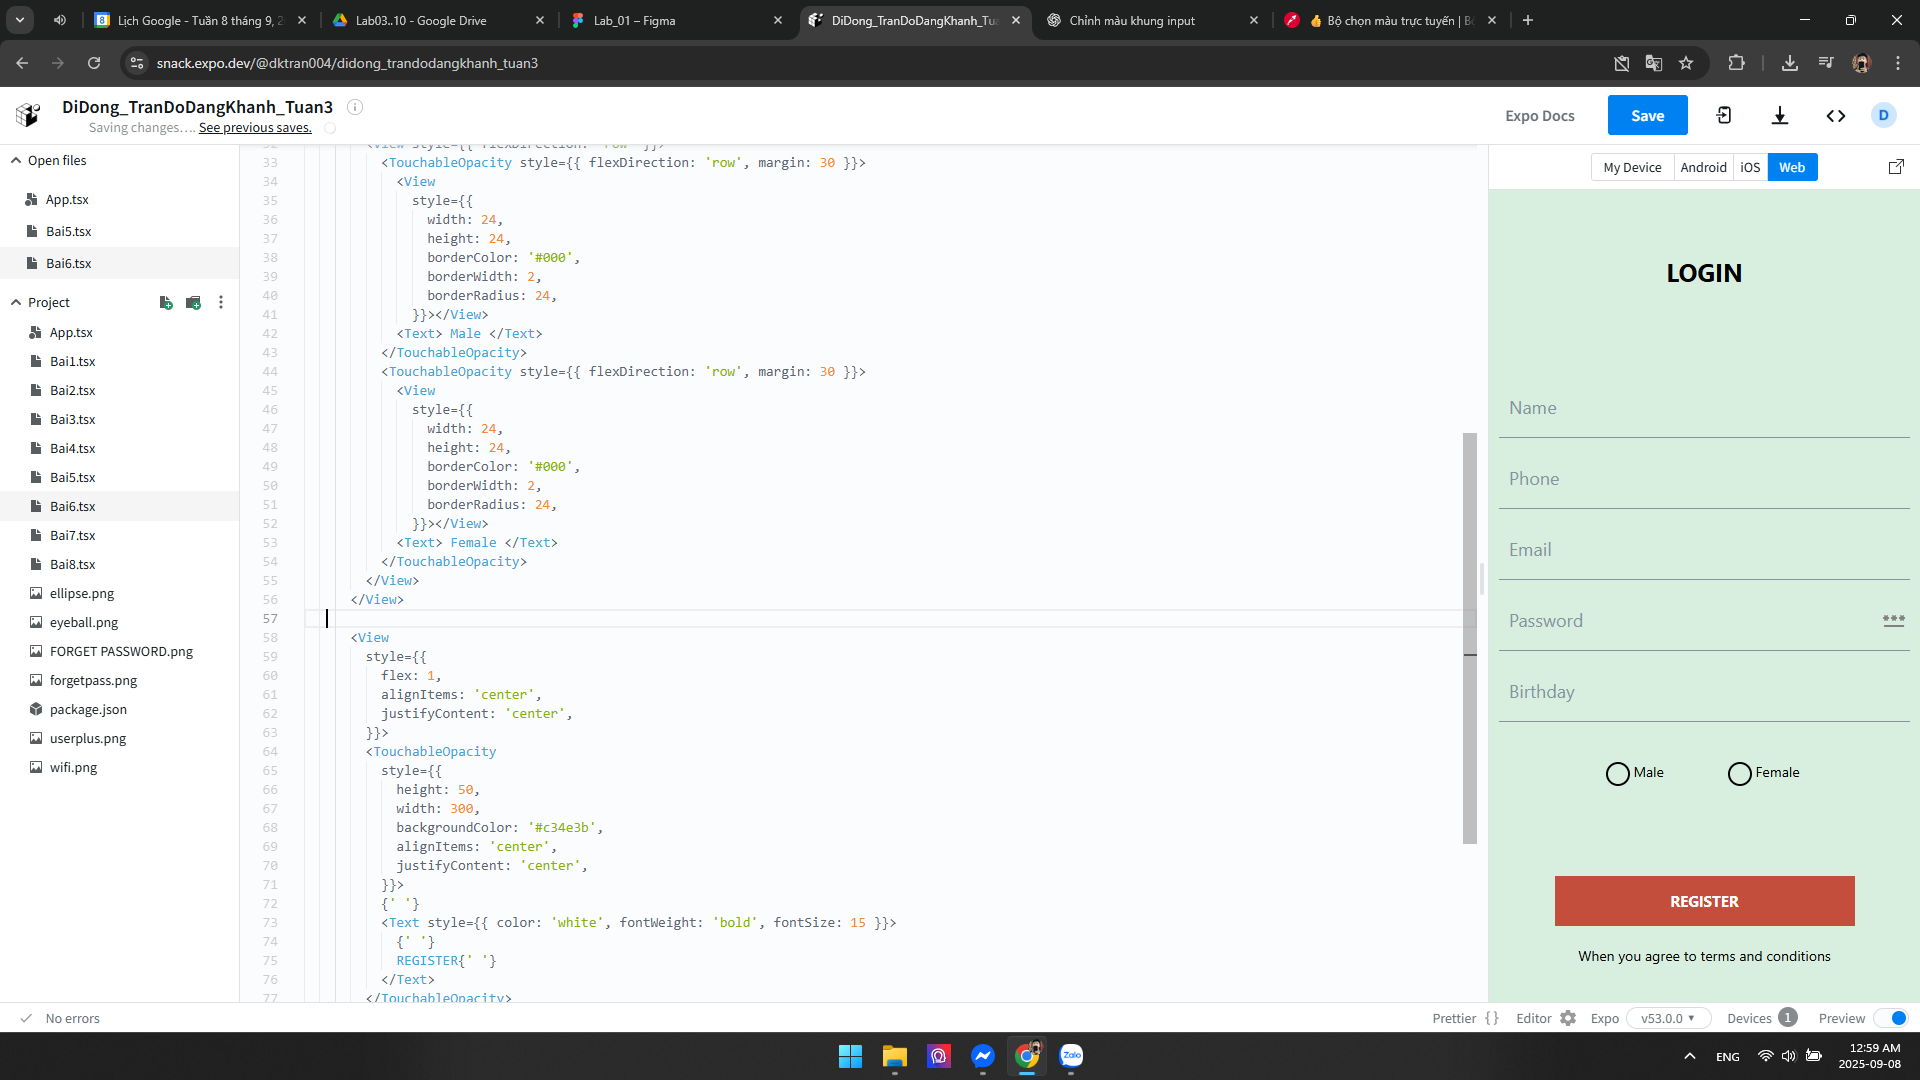 Lịch Google - Tuần 8 tháng 9, 2
Lab03..10 - Google Drive
Lab_01 – Figma
DiDong_TranDoDangKhanh_Tua
Chỉnh màu khung input
👍 Bộ chọn màu trực tuyến | Bộ
snack.expo.dev/@dktran004/didong_trandodangkhanh_tuan3
DiDong_TranDoDangKhanh_Tuan3
Saving changes.... See previous saves.
Expo Docs
Save
D
Open files
App.tsx
Bai5.tsx
Bai6.tsx
Project
App.tsx
Bai1.tsx
Bai2.tsx
Bai3.tsx
Bai4.tsx
Bai5.tsx
Bai6.tsx
Bai7.tsx
Bai8.tsx
ellipse.png
eyeball.png
FORGET PASSWORD.png
forgetpass.png
package.json
userplus.png
wifi.png
32 <View style={{ flexDirection: 'row' }}>
33 <TouchableOpacity style={{ flexDirection: 'row', margin: 30 }}>
34 <View
35 style={{
36 width: 24,
37 height: 24,
38 borderColor: '#000',
39 borderWidth: 2,
40 borderRadius: 24,
41 }}></View>
42 <Text> Male </Text>
43 </TouchableOpacity>
44 <TouchableOpacity style={{ flexDirection: 'row', margin: 30 }}>
45 <View
46 style={{
47 width: 24,
48 height: 24,
49 borderColor: '#000',
50 borderWidth: 2,
51 borderRadius: 24,
52 }}></View>
53 <Text> Female </Text>
54 </TouchableOpacity>
55 </View>
56 </View>
57
58 <View
59 style={{
60 flex: 1,
61 alignItems: 'center',
62 justifyContent: 'center',
63 }}>
64 <TouchableOpacity
65 style={{
66 height: 50,
67 width: 300,
68 backgroundColor: '#c34e3b',
69 alignItems: 'center',
70 justifyContent: 'center',
71 }}>
72 {' '}
73 <Text style={{ color: 'white', fontWeight: 'bold', fontSize: 15 }}>
74 {' '}
75 REGISTER{' '}
76 </Text>
77 </TouchableOpacity>
My Device
Android
iOS
Web
LOGIN
Name
Phone
Email
Password
Birthday
Male
Female
REGISTER
When you agree to terms and conditions
No errors
Prettier { }
Editor
Expo
v53.0.0
Devices 1
Preview
Zalo
ENG
12:59 AM
2025-09-08